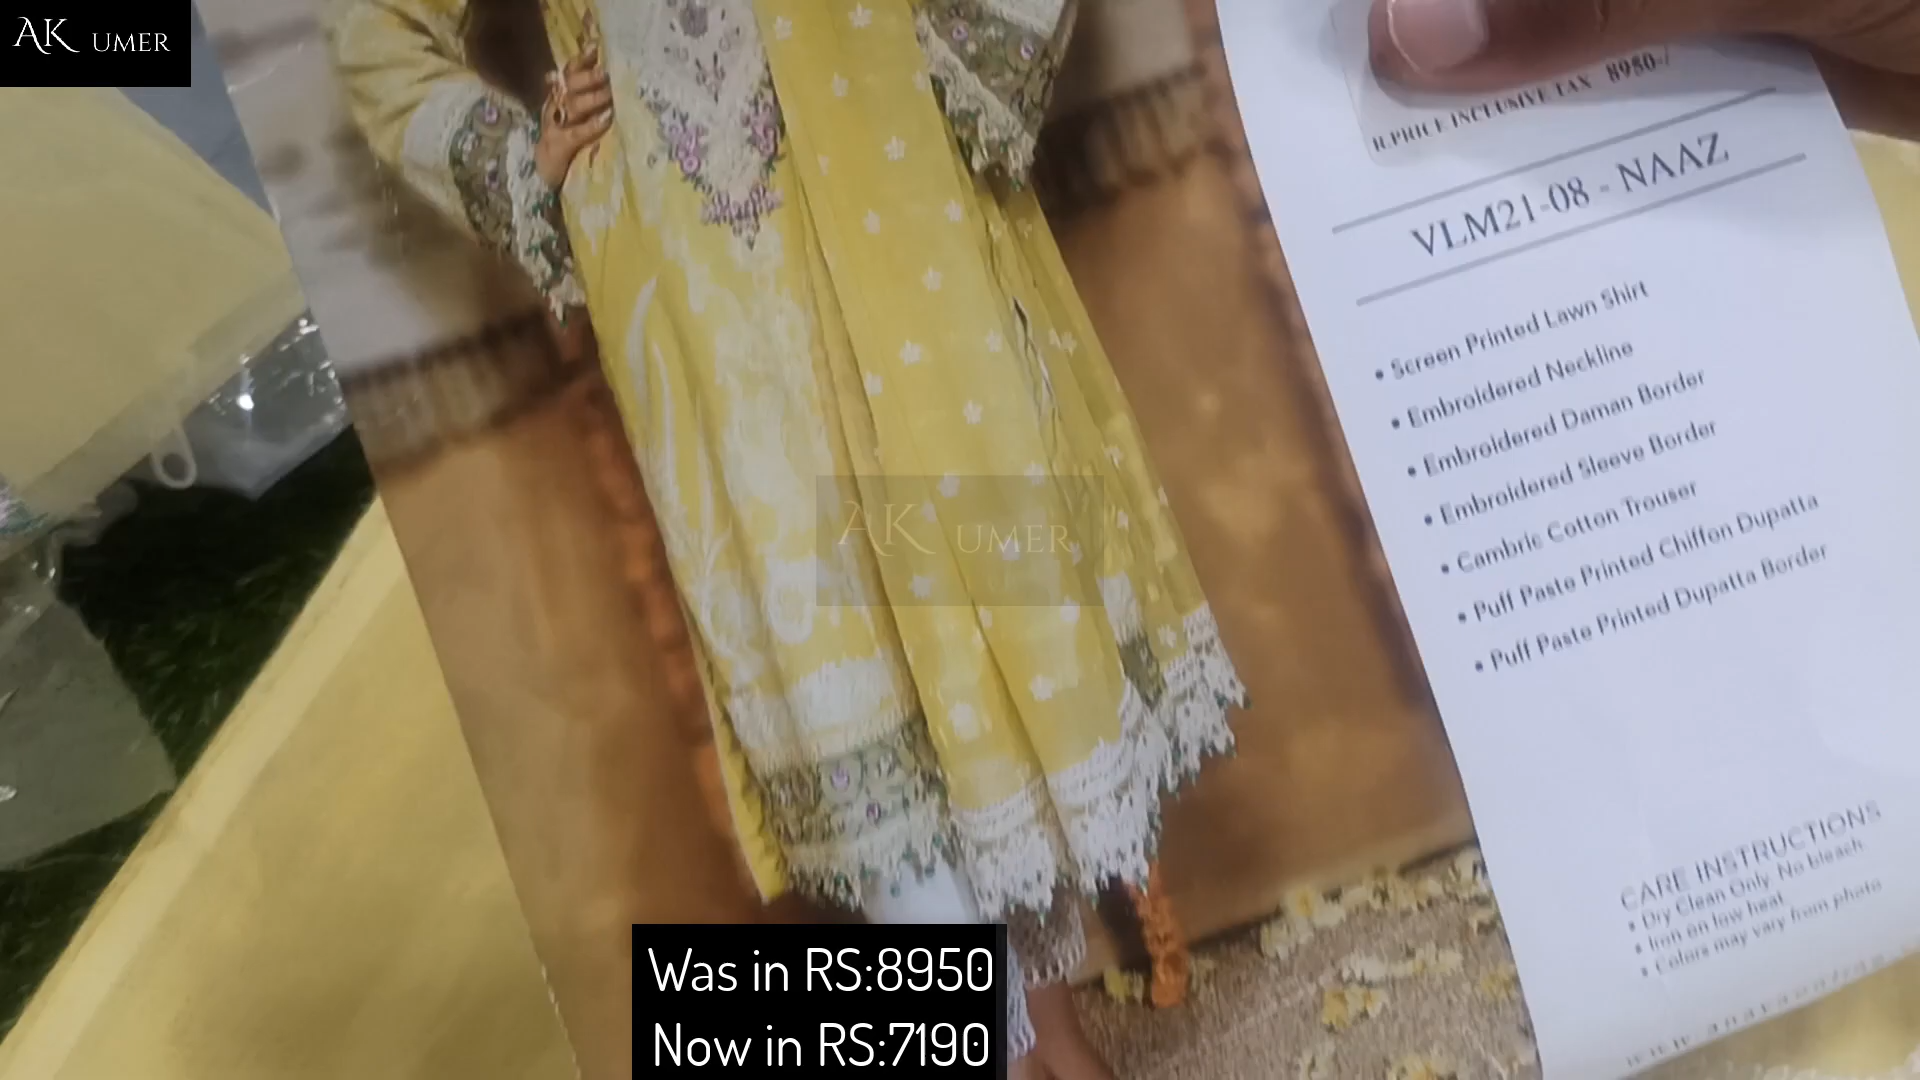 AK UMER
R.PRICE INCLUSIVE TAX 8950-/
VLM21-08 - NAAZ
• Screen Printed Lawn Shirt
• Embroidered Neckline
• Embroidered Daman Border
• Embroidered Sleeve Border
• Cambric Cotton Trouser
• Puff Paste Printed Chiffon Dupatta
• Puff Paste Printed Dupatta Border
AK UMER
CARE INSTRUCTIONS
• Dry Clean Only. No bleach.
• Iron on low heat.
• Colors may vary from photo
Was in RS:8950
Now in RS:7190